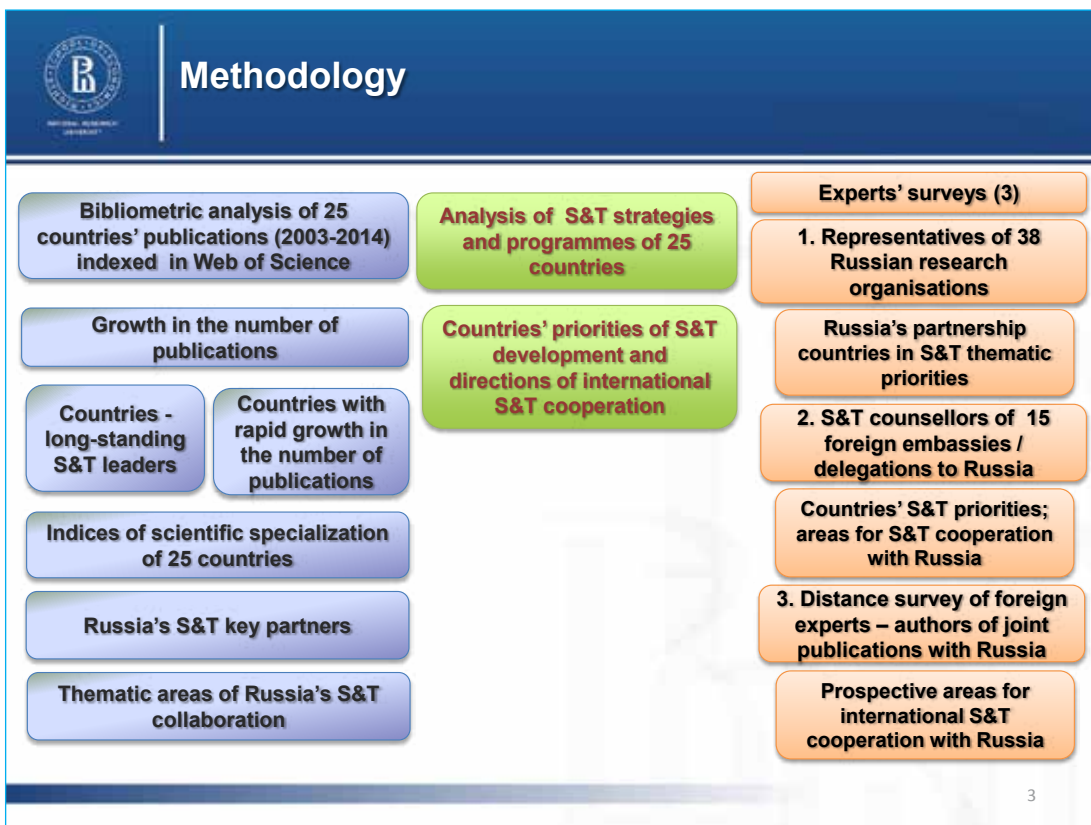 Methodology
NATIONAL RESEARCH
UNIVERSITY
Bibliometric analysis of 25
countries’ publications (2003-2014)
indexed in Web of Science
Growth in the number of
publications
Countries -
long-standing
S&T leaders
Countries with
rapid growth in
the number of
publications
Indices of scientific specialization
of 25 countries
Russia’s S&T key partners
Thematic areas of Russia’s S&T
collaboration
Analysis of S&T strategies
and programmes of 25
countries
Countries’ priorities of S&T
development and
directions of international
S&T cooperation
Experts’ surveys (3)
1. Representatives of 38
Russian research
organisations
Russia’s partnership
countries in S&T thematic
priorities
2. S&T counsellors of 15
foreign embassies /
delegations to Russia
Countries’ S&T priorities;
areas for S&T cooperation
with Russia
3. Distance survey of foreign
experts – authors of joint
publications with Russia
Prospective areas for
international S&T
cooperation with Russia
3